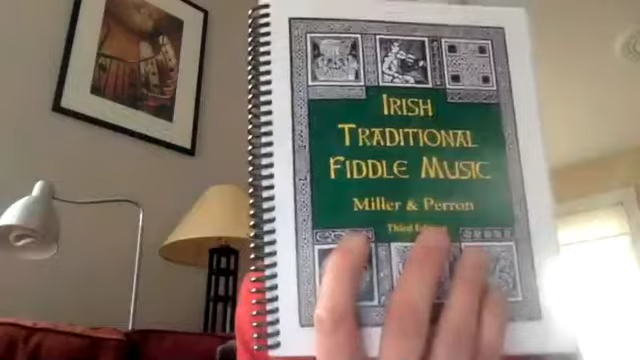 IRISH
TRADITIONAL
FIDDLE MUSIC
Miller & Perron
Third Edition